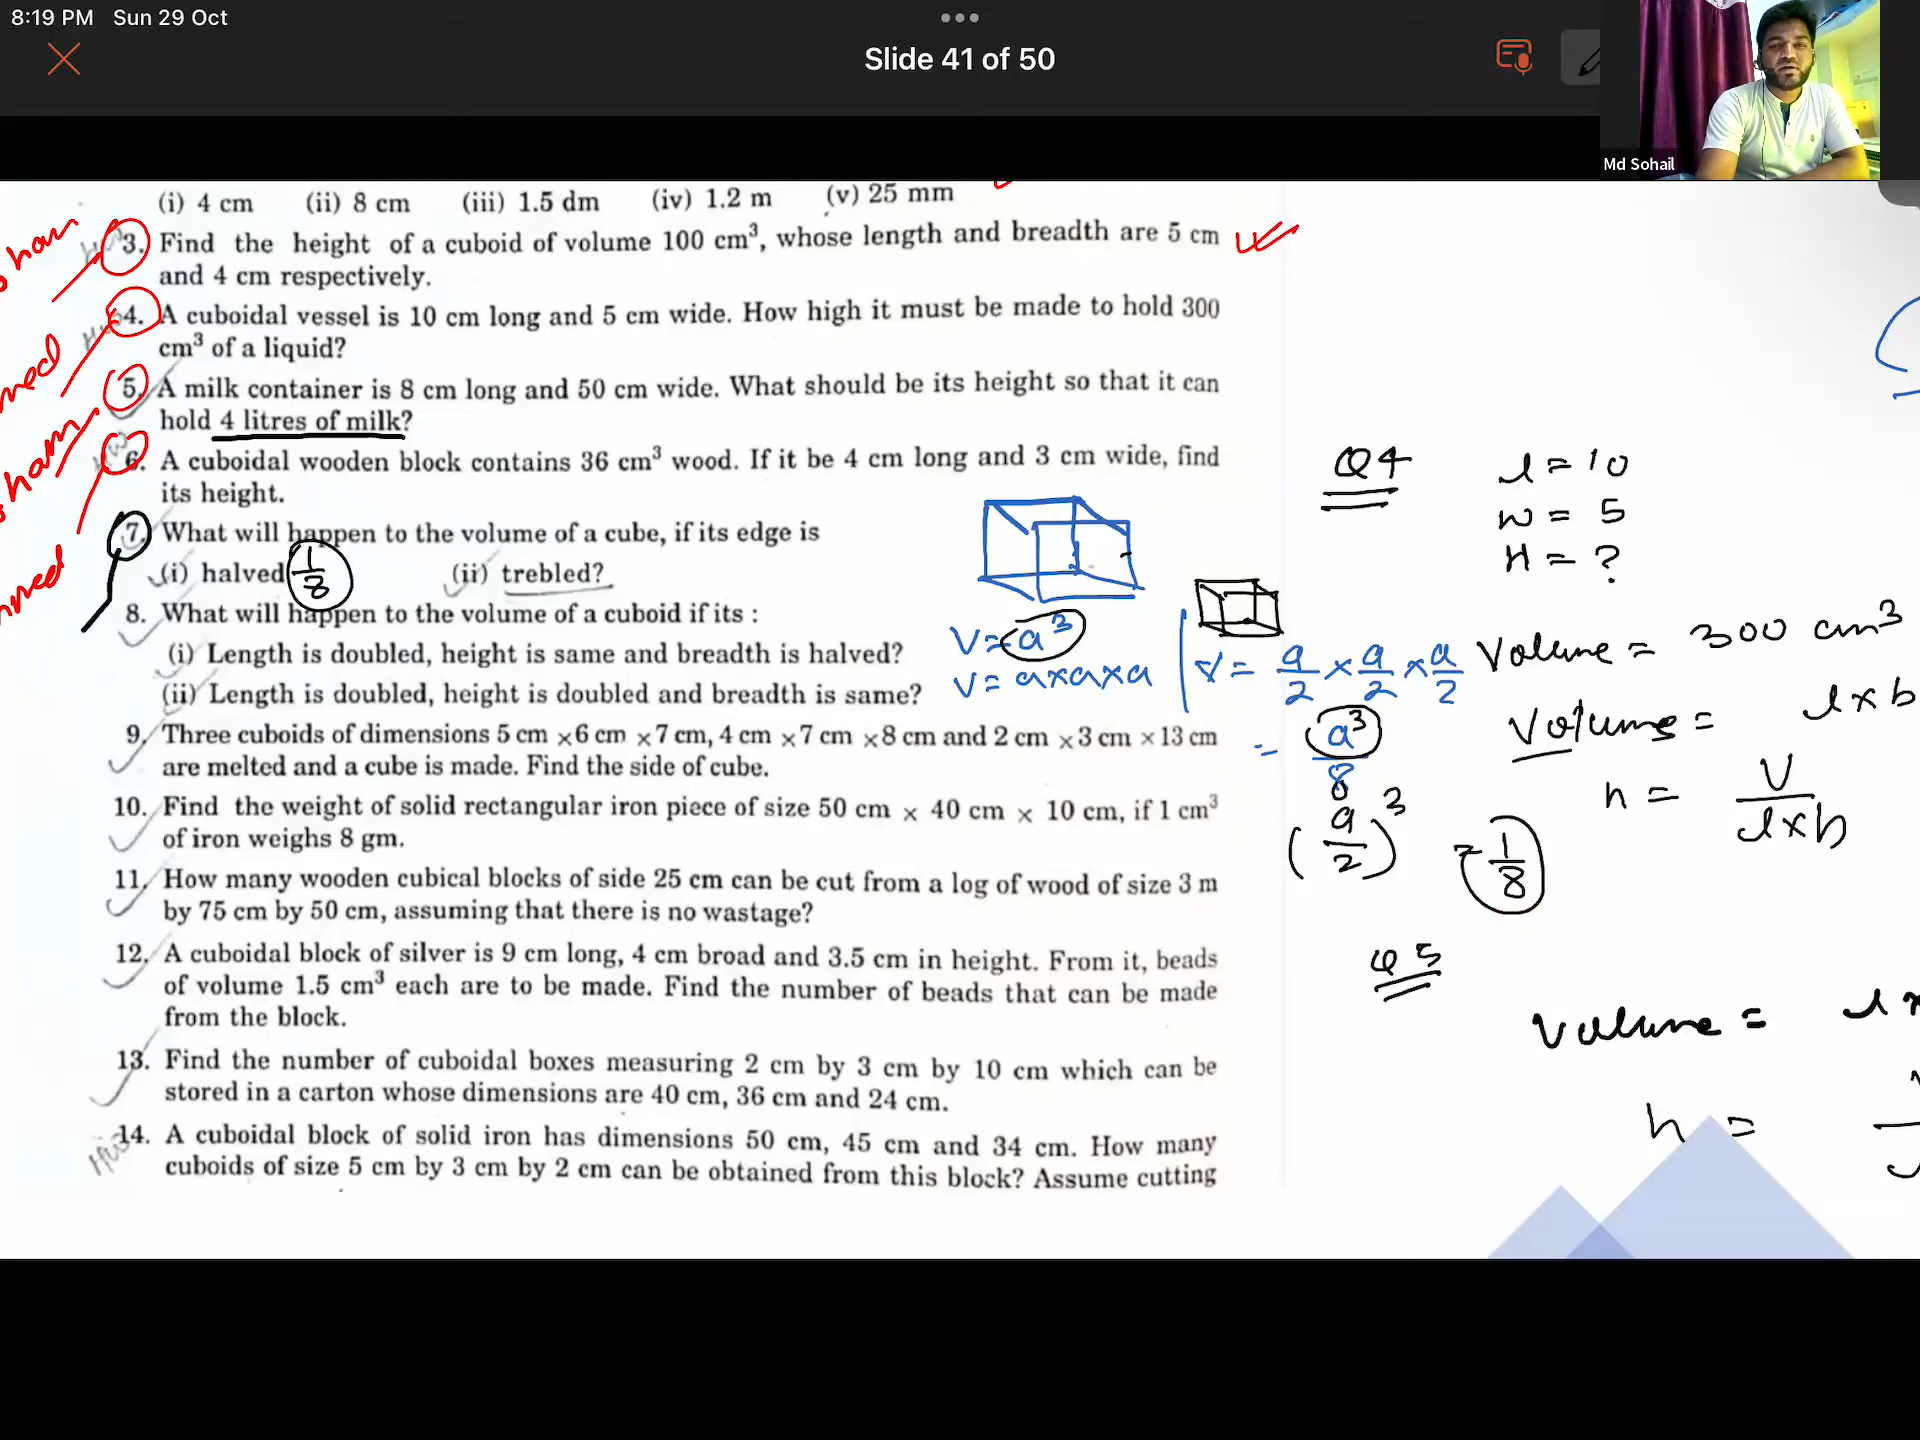 8:19 PM Sun 29 Oct
Slide 41 of 50
Md Sohail
(i) 4 cm (ii) 8 cm (iii) 1.5 dm (iv) 1.2 m (v) 25 mm
3. Find the height of a cuboid of volume 100 cm³, whose length and breadth are 5 cm
and 4 cm respectively.
4. A cuboidal vessel is 10 cm long and 5 cm wide. How high it must be made to hold 300
cm³ of a liquid?
5. A milk container is 8 cm long and 50 cm wide. What should be its height so that it can
hold 4 litres of milk?
6. A cuboidal wooden block contains 36 cm³ wood. If it be 4 cm long and 3 cm wide, find
its height.
7. What will happen to the volume of a cube, if its edge is
(i) halved 1/8 (ii) trebled?
8. What will happen to the volume of a cuboid if its :
(i) Length is doubled, height is same and breadth is halved?
(ii) Length is doubled, height is doubled and breadth is same?
9. Three cuboids of dimensions 5 cm ×6 cm ×7 cm, 4 cm ×7 cm ×8 cm and 2 cm ×3 cm ×13 cm
are melted and a cube is made. Find the side of cube.
10. Find the weight of solid rectangular iron piece of size 50 cm × 40 cm × 10 cm, if 1 cm³
of iron weighs 8 gm.
11. How many wooden cubical blocks of side 25 cm can be cut from a log of wood of size 3 m
by 75 cm by 50 cm, assuming that there is no wastage?
12. A cuboidal block of silver is 9 cm long, 4 cm broad and 3.5 cm in height. From it, beads
of volume 1.5 cm³ each are to be made. Find the number of beads that can be made
from the block.
13. Find the number of cuboidal boxes measuring 2 cm by 3 cm by 10 cm which can be
stored in a carton whose dimensions are 40 cm, 36 cm and 24 cm.
14. A cuboidal block of solid iron has dimensions 50 cm, 45 cm and 34 cm. How many
cuboids of size 5 cm by 3 cm by 2 cm can be obtained from this block? Assume cutting
V = a³
V = a×a×a
V = a/2 × a/2 × a/2
= a³/8
(a/2)³ = 1/8
Q4
l = 10
w = 5
H = ?
Volume = 300 cm³
Volume = l×b
h = V/l×b
Q5
Volume = l×
h =